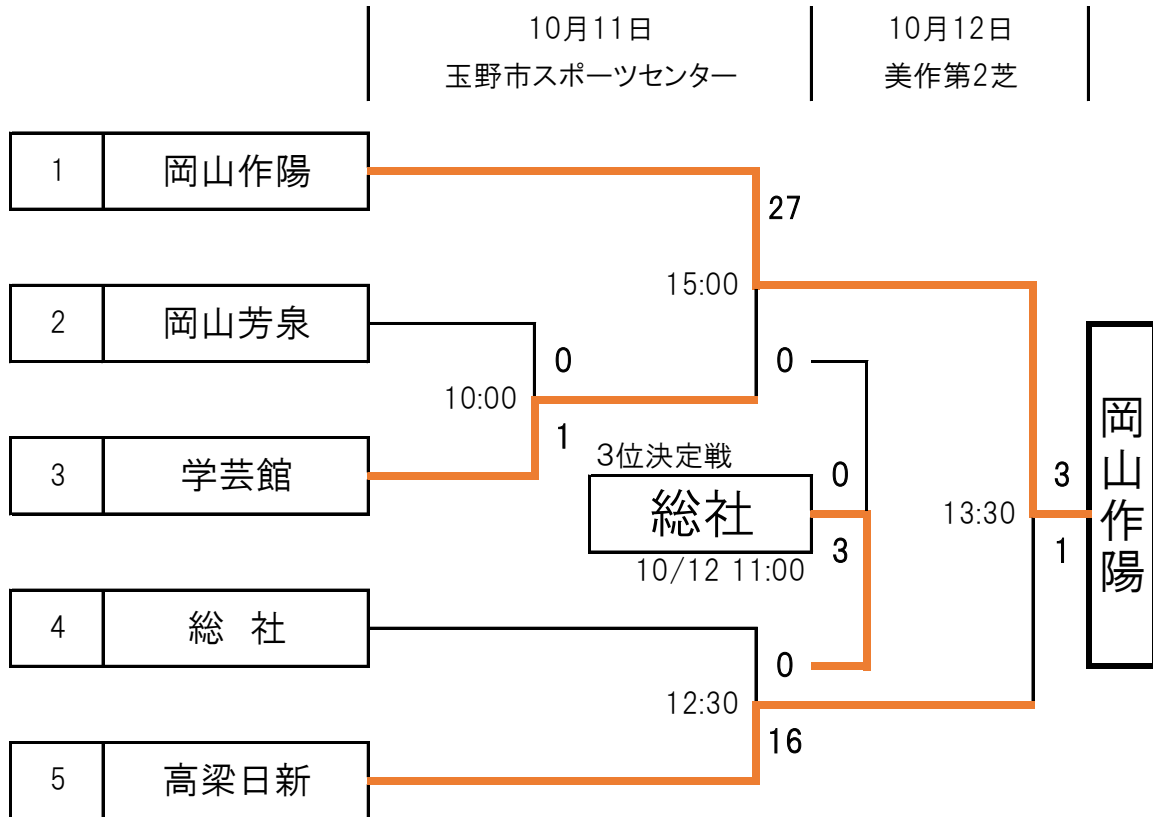 10月11日
玉野市スポーツセンター
10月12日
美作第2芝
1
岡山作陽
27
15:00
2
岡山芳泉
0
0
10:00
1
3
学芸館
3位決定戦
総社
10/12 11:00
0
3
13:30
3
1
岡山作陽
4
総 社
0
12:30
16
5
高梁日新